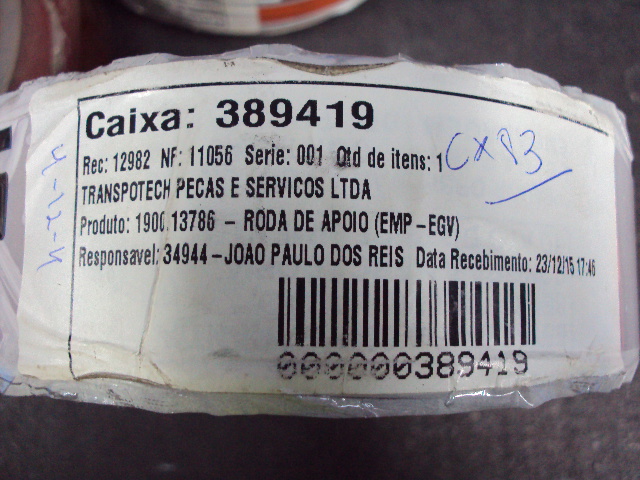 Caixa: 389419
Rec: 12982 NF: 11056 Serie: 001 Qtd de itens: 1
CX 83
TRANSPOTECH PECAS E SERVICOS LTDA
Produto: 1900.13786 - RODA DE APOIO (EMP-EGV)
Responsavel: 34944-JOAO PAULO DOS REIS Data Recebimento: 23/12/15 17:46
000000389419